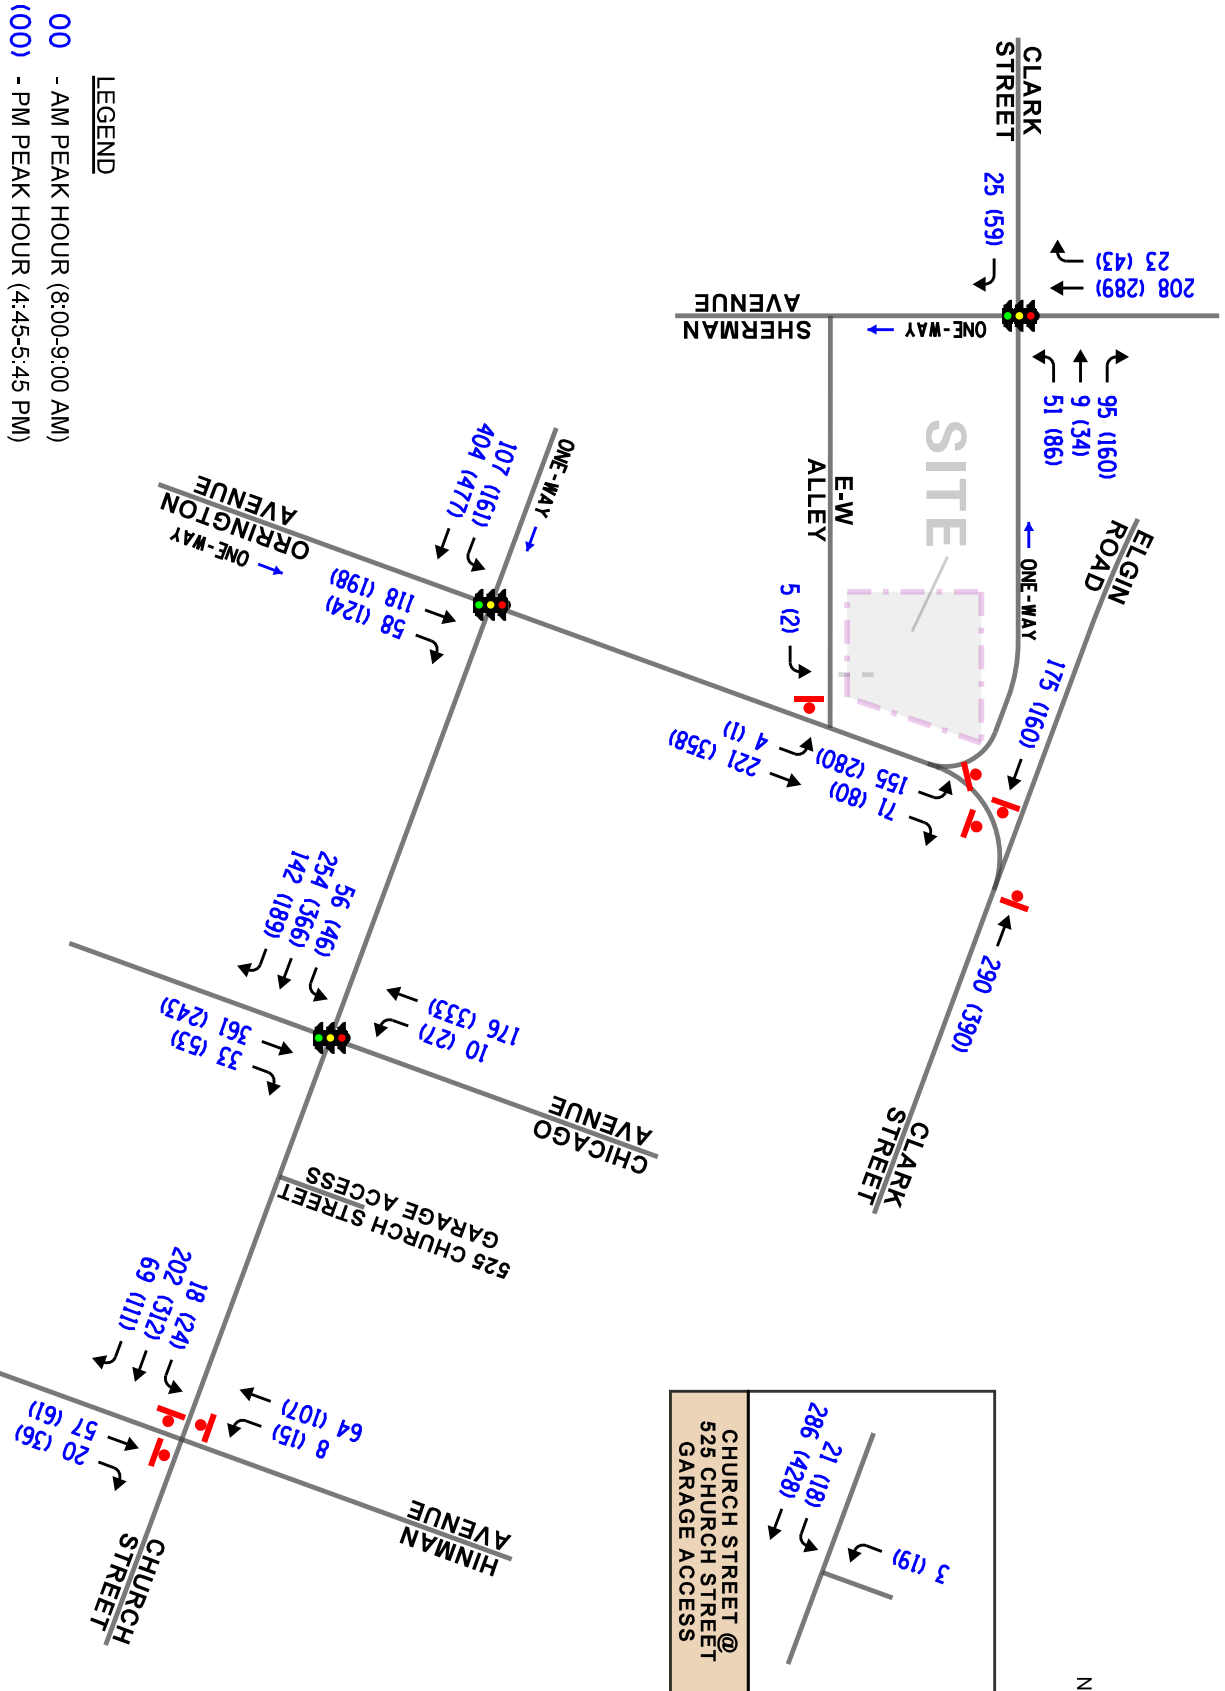 CLARK
STREET
25 (59)
23 (43)
208 (289)
SHERMAN
AVENUE
ONE-WAY
95 (160)
9 (34)
51 (86)
SITE
E-W
ALLEY
ONE-WAY
ELGIN
ROAD
175 (160)
5 (2)
155 (280)
71 (80)
4 (1)
221 (358)
290 (390)
CLARK
STREET
ONE-WAY
107 (161)
404 (477)
ORRINGTON
AVENUE
ONE-WAY
118 (198)
58 (124)
56 (46)
254 (366)
142 (189)
176 (333)
10 (27)
361 (243)
33 (53)
CHICAGO
AVENUE
525 CHURCH STREET
GARAGE ACCESS
18 (24)
202 (312)
69 (111)
64 (107)
8 (15)
57 (61)
20 (36)
HINMAN
AVENUE
CHURCH
STREET
21 (18)
286 (428)
3 (19)
CHURCH STREET @
525 CHURCH STREET
GARAGE ACCESS
LEGEND
00 - AM PEAK HOUR (8:00-9:00 AM)
(00) - PM PEAK HOUR (4:45-5:45 PM)
N